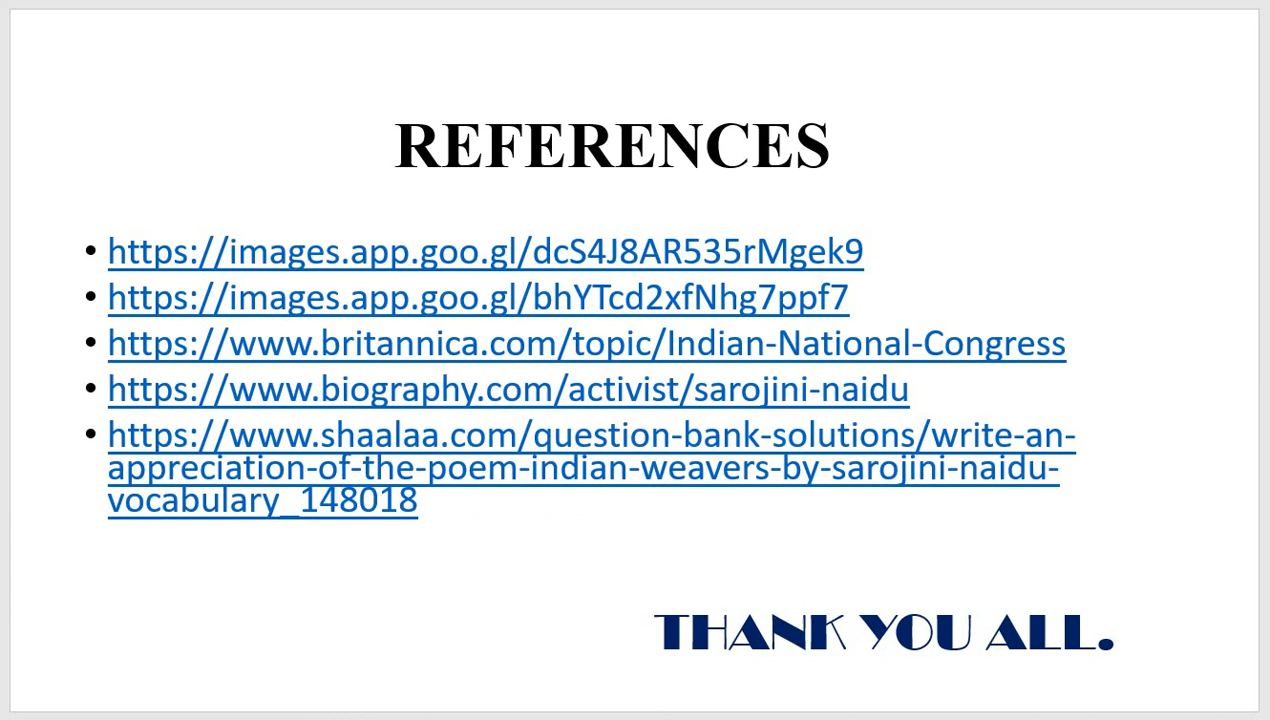 REFERENCES
• https://images.app.goo.gl/dcS4J8AR535rMgek9
• https://images.app.goo.gl/bhYTcd2xfNhg7ppf7
• https://www.britannica.com/topic/Indian-National-Congress
• https://www.biography.com/activist/sarojini-naidu
• https://www.shaalaa.com/question-bank-solutions/write-an-
appreciation-of-the-poem-indian-weavers-by-sarojini-naidu-
vocabulary_148018
THANK YOU ALL.